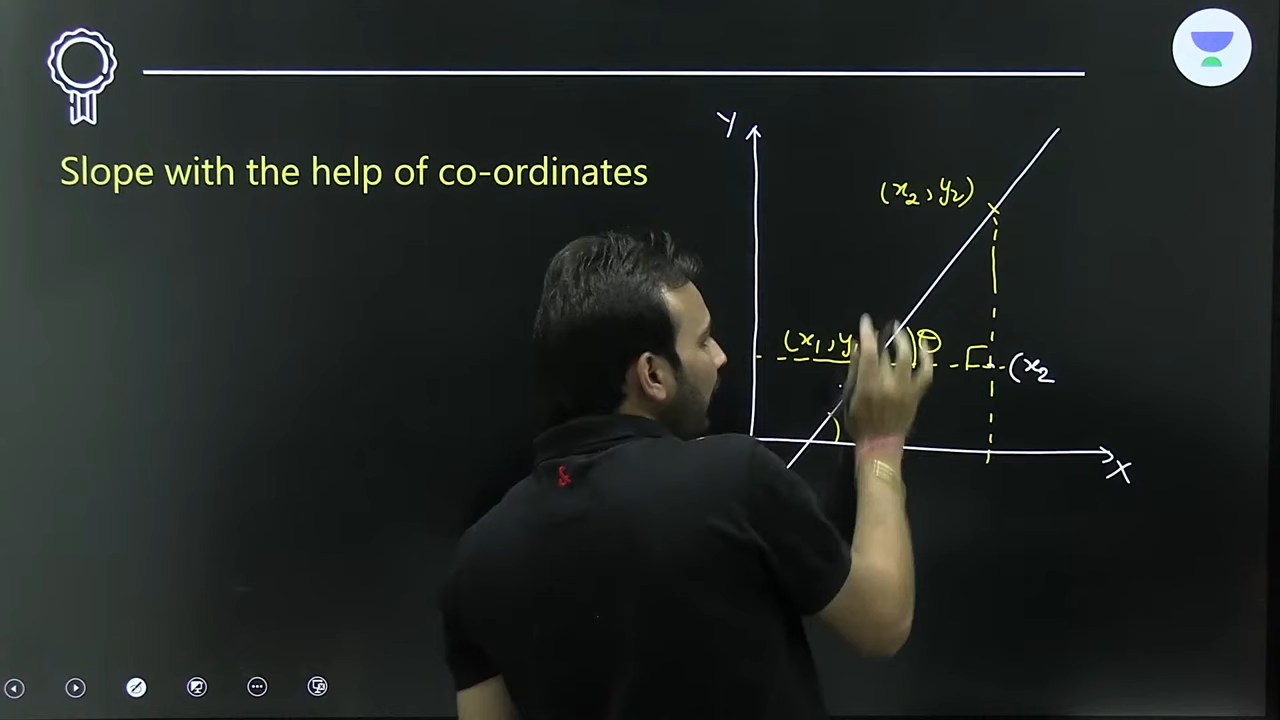 Slope with the help of co-ordinates
Y
(x₂, y₂)
(x₁, y₁
θ
(x₂
X